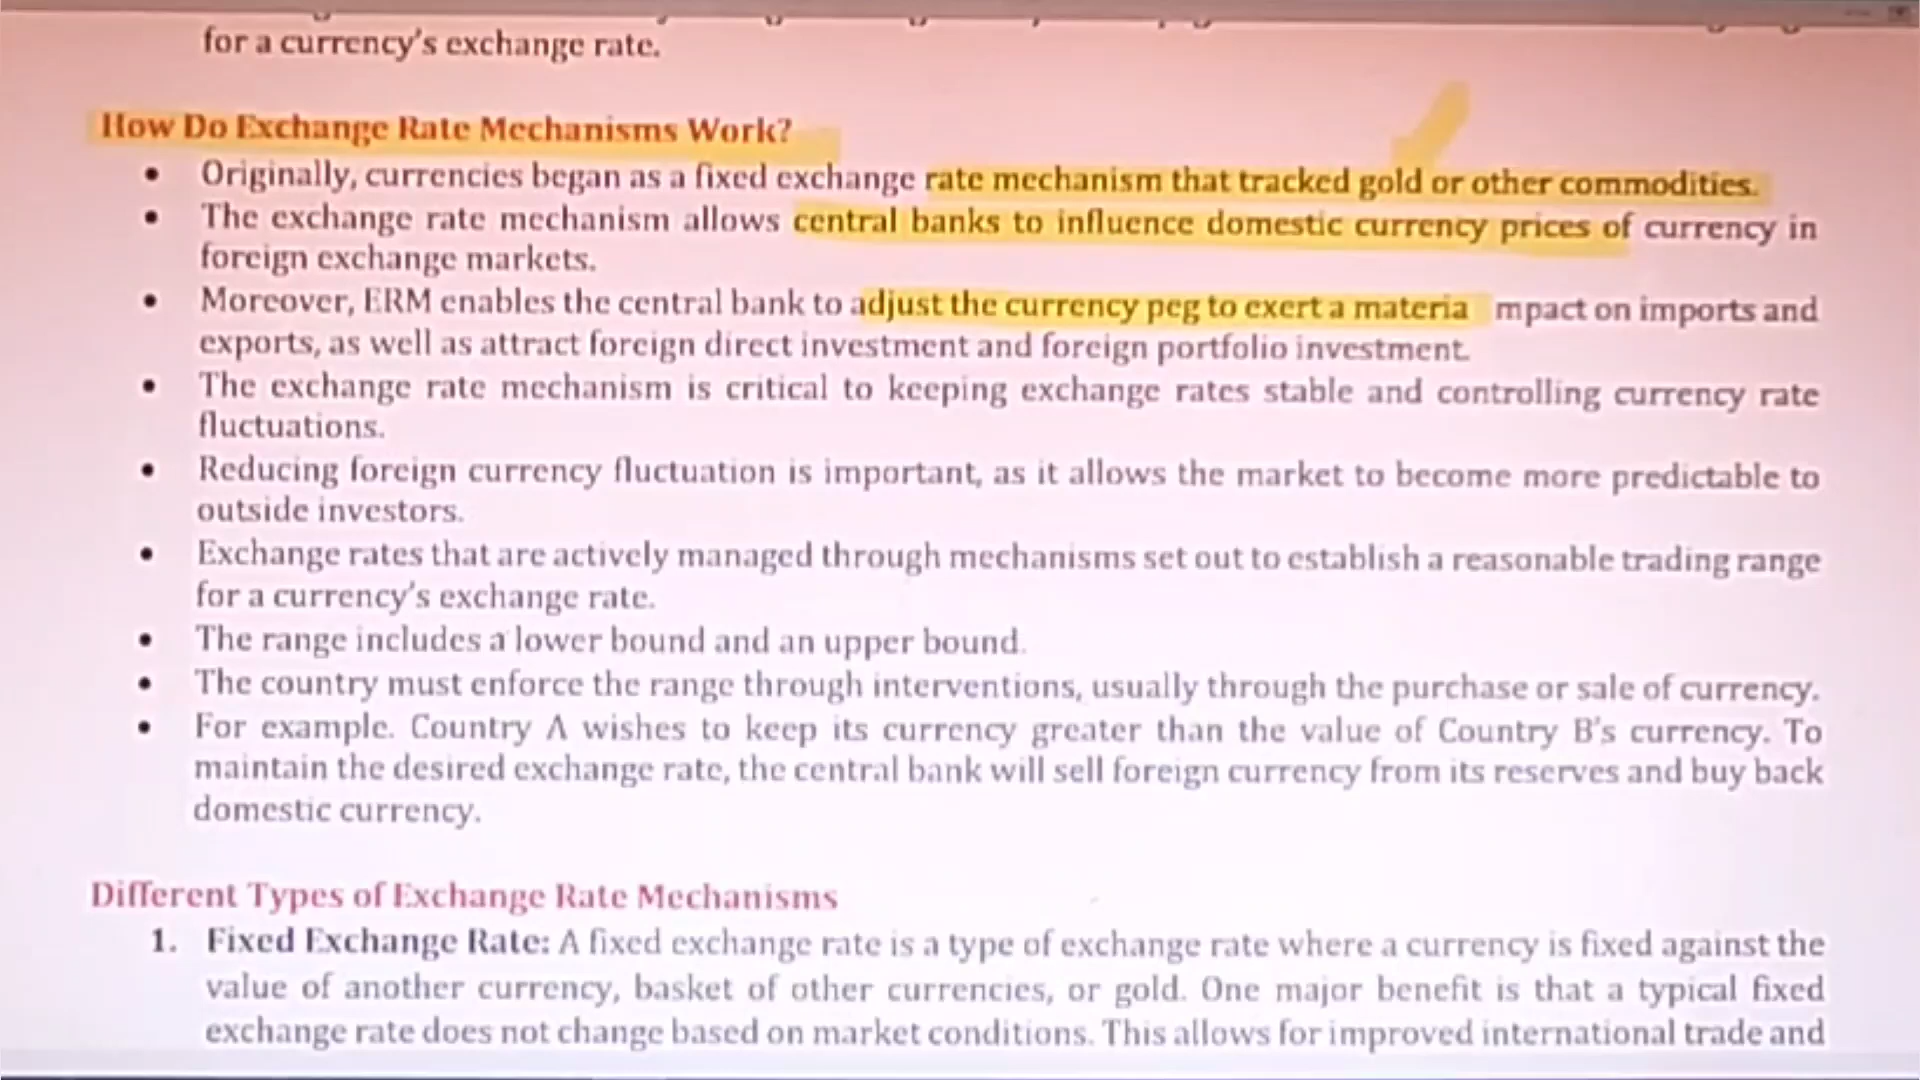 for a currency's exchange rate.
How Do Exchange Rate Mechanisms Work?
• Originally, currencies began as a fixed exchange rate mechanism that tracked gold or other commodities.
• The exchange rate mechanism allows central banks to influence domestic currency prices of currency in
foreign exchange markets.
• Moreover, ERM enables the central bank to adjust the currency peg to exert a materia mpact on imports and
exports, as well as attract foreign direct investment and foreign portfolio investment.
• The exchange rate mechanism is critical to keeping exchange rates stable and controlling currency rate
fluctuations.
• Reducing foreign currency fluctuation is important, as it allows the market to become more predictable to
outside investors.
• Exchange rates that are actively managed through mechanisms set out to establish a reasonable trading range
for a currency's exchange rate.
• The range includes a lower bound and an upper bound.
• The country must enforce the range through interventions, usually through the purchase or sale of currency.
• For example. Country A wishes to keep its currency greater than the value of Country B's currency. To
maintain the desired exchange rate, the central bank will sell foreign currency from its reserves and buy back
domestic currency.
Different Types of Exchange Rate Mechanisms
1. Fixed Exchange Rate: A fixed exchange rate is a type of exchange rate where a currency is fixed against the
value of another currency, basket of other currencies, or gold. One major benefit is that a typical fixed
exchange rate does not change based on market conditions. This allows for improved international trade and